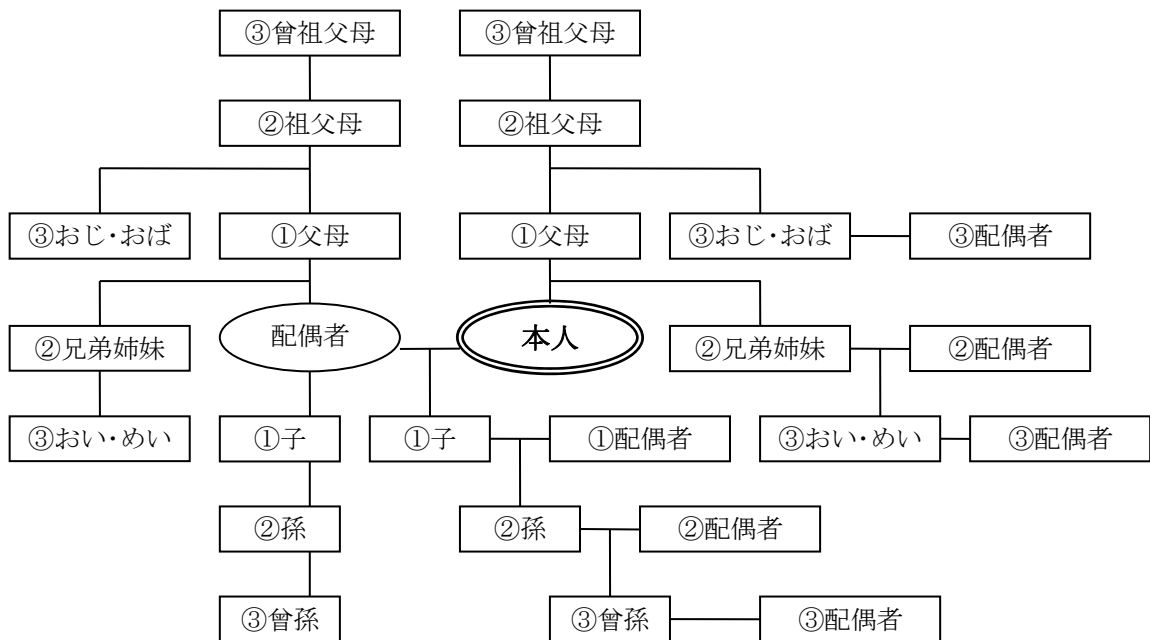 ③曾祖父母 ③曾祖父母
②祖父母 ②祖父母
③おじ・おば ①父母 ①父母 ③おじ・おば ③配偶者
配偶者 本人
②兄弟姉妹 ②兄弟姉妹 ②配偶者
③おい・めい ①子 ①子 ①配偶者 ③おい・めい ③配偶者
②孫 ②孫 ②配偶者
③曾孫 ③曾孫 ③配偶者